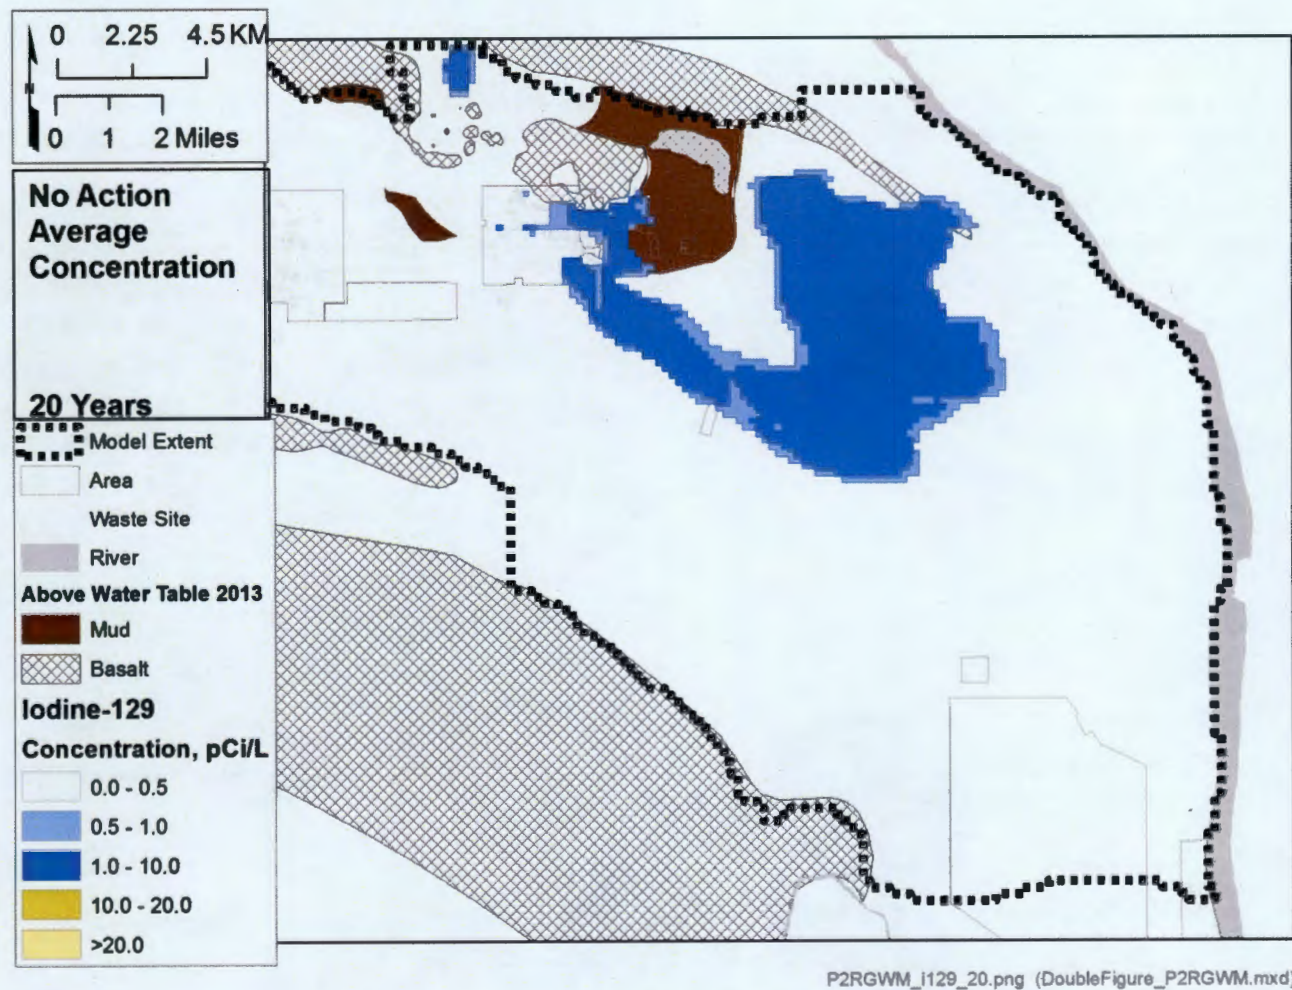 0 2.25 4.5 KM
N
0 1 2 Miles
No Action
Average
Concentration
20 Years
Model Extent
Area
Waste Site
River
Above Water Table 2013
Mud
Basalt
Iodine-129
Concentration, pCi/L
0.0 - 0.5
0.5 - 1.0
1.0 - 10.0
10.0 - 20.0
>20.0
P2RGWM_I129_20.png (DoubleFigure_P2RGWM.mxd)